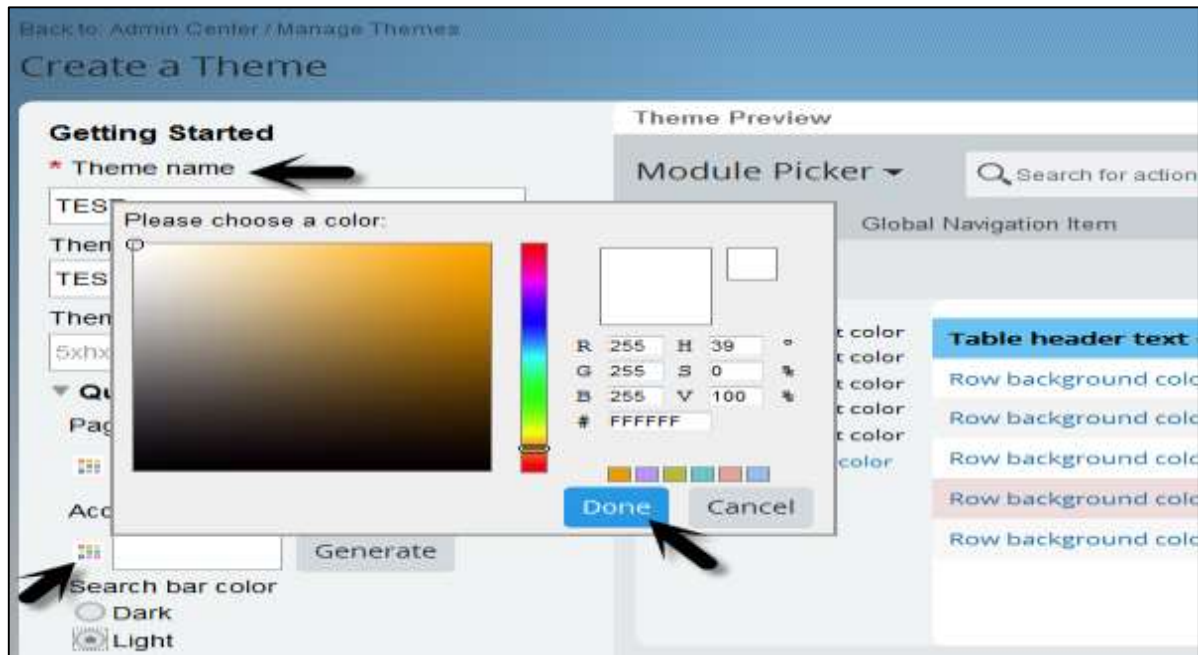 Back to: Admin Center / Manage Themes
Create a Theme
Getting Started
* Theme name
TEST
Them
TES
Them
5xhx
Qu
Pag
Acc
Generate
Search bar color
Dark
Light
Please choose a color:
R 255 H 39 °
G 255 S 0 %
B 255 V 100 %
# FFFFFF
Done Cancel
Theme Preview
Module Picker
Search for action
Global Navigation Item
t color
t color
t color
t color
t color
color
Table header text
Row background colo
Row background colo
Row background colo
Row background colo
Row background colo